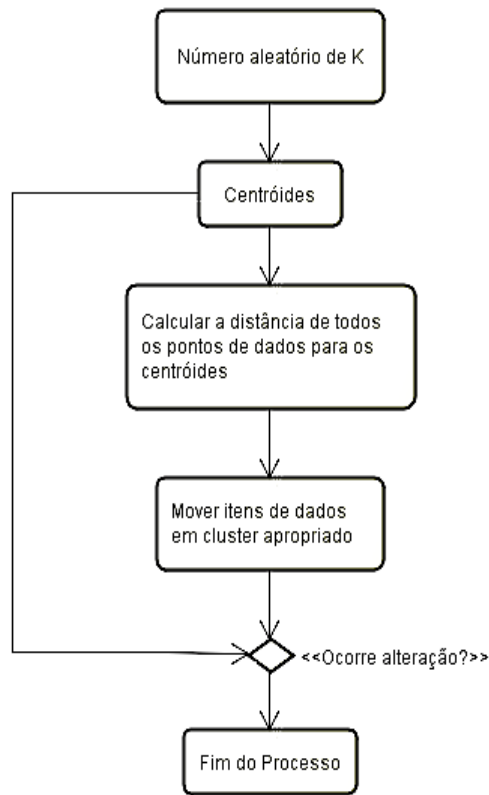 Número aleatório de K
Centróides
Calcular a distância de todos
os pontos de dados para os
centróides
Mover itens de dados
em cluster apropriado
<<Ocorre alteração?>>
Fim do Processo